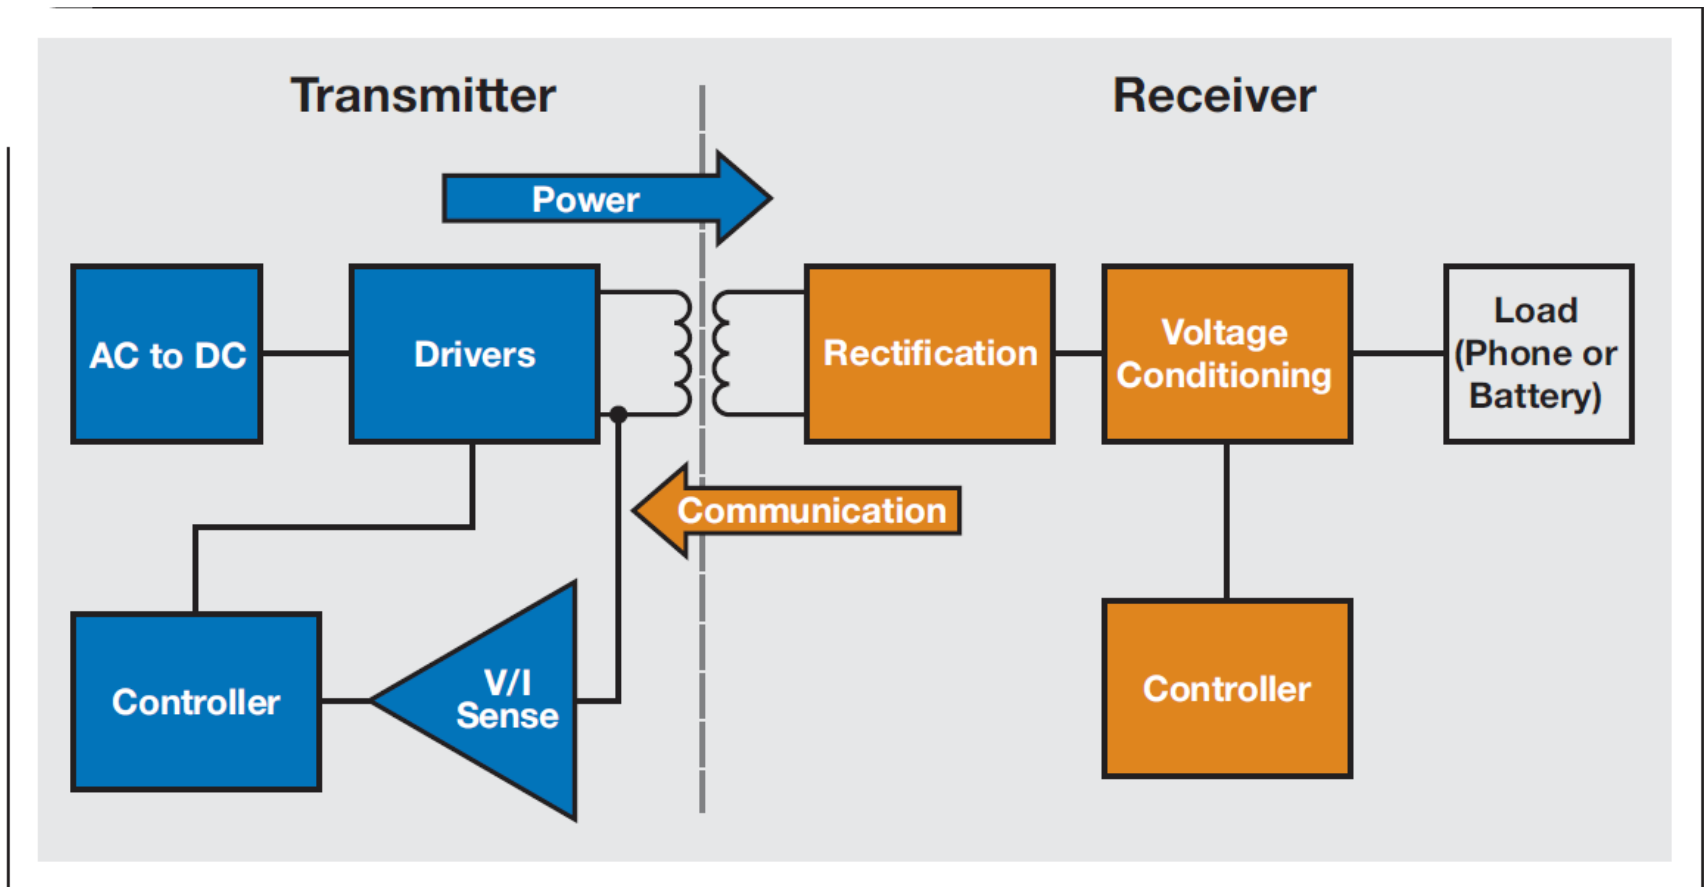 Transmitter
Receiver
Power
AC to DC
Drivers
Rectification
Voltage
Conditioning
Load
(Phone or
Battery)
Communication
Controller
V/I
Sense
Controller